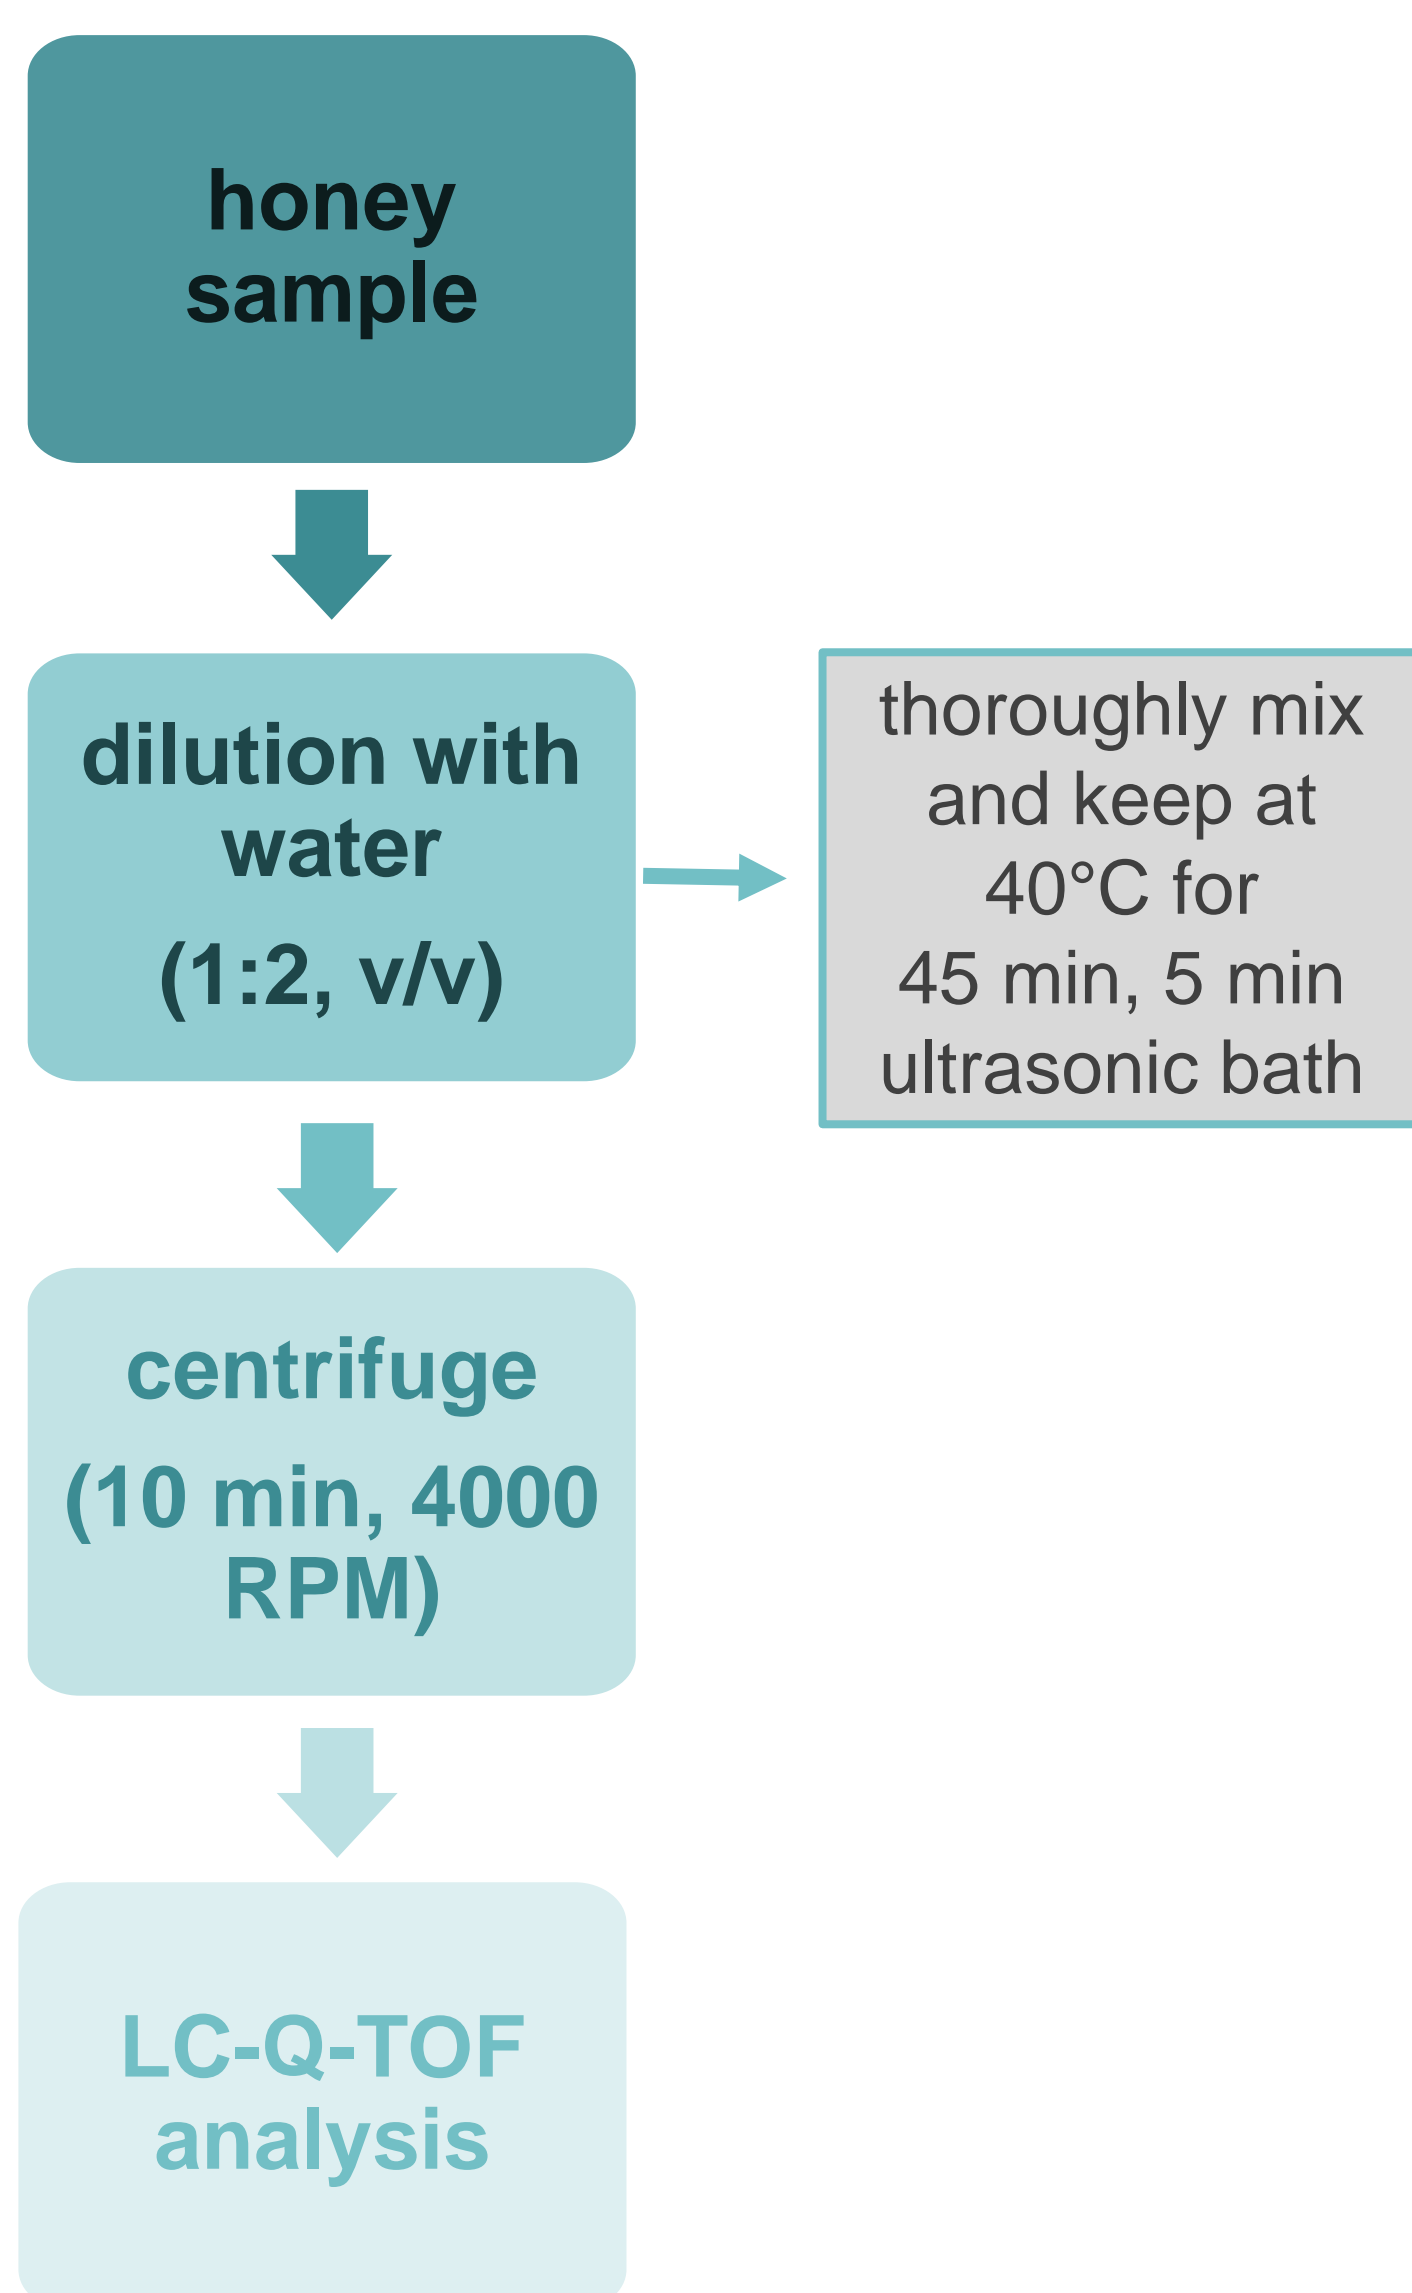 honey
sample
dilution with
water
(1:2, v/v)
thoroughly mix
and keep at
40°C for
45 min, 5 min
ultrasonic bath
centrifuge
(10 min, 4000
RPM)
LC-Q-TOF
analysis